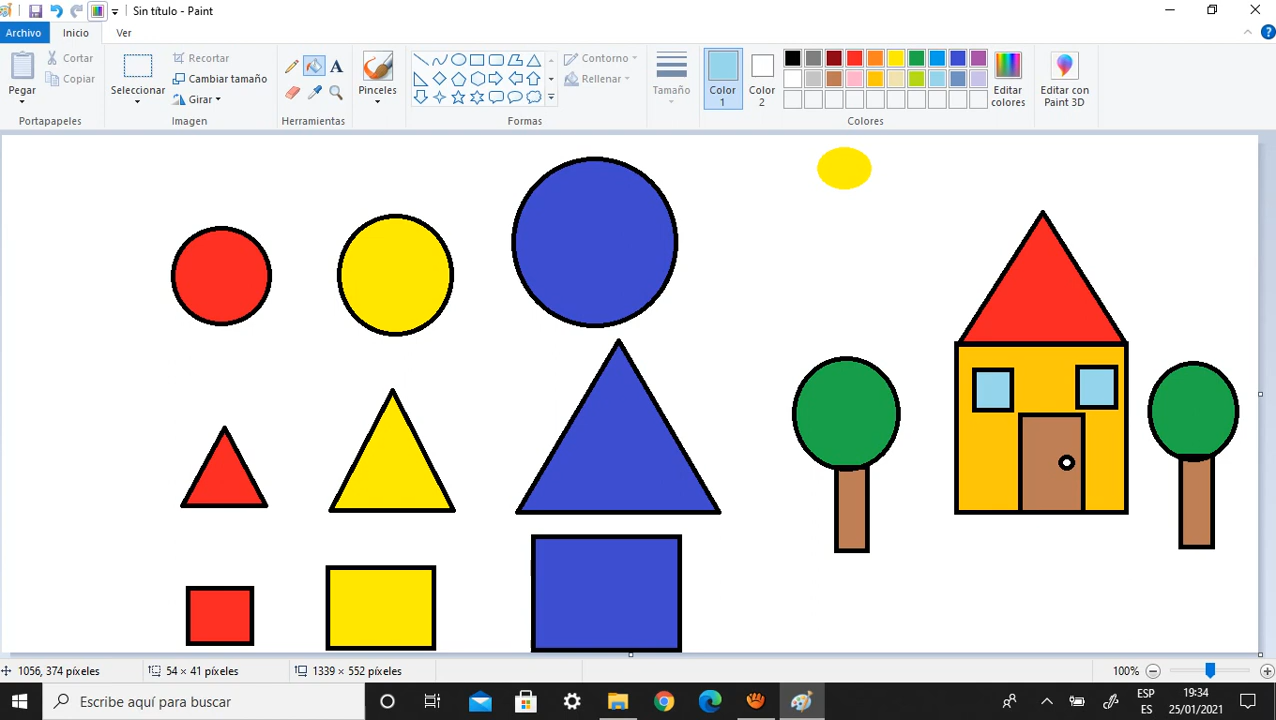 Sin título - Paint
Archivo Inicio Ver
Pegar
Cortar
Copiar
Portapapeles
Seleccionar
Recortar
Cambiar tamaño
Girar
Imagen
A
Herramientas
Pinceles
Contorno
Rellenar
Formas
Tamaño
Color 1
Color 2
Editar colores
Colores
Editar con Paint 3D
1056, 374 píxeles 54 × 41 píxeles 1339 × 552 píxeles 100%
Escribe aquí para buscar
ESP
ES
19:34
25/01/2021